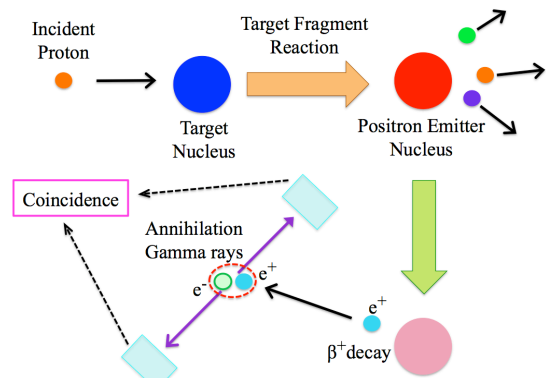 Incident
Proton
Target Fragment
Reaction
Target
Nucleus
Positron Emitter
Nucleus
Coincidence
Annihilation
Gamma rays
e⁺
e⁻
e⁺
β⁺decay